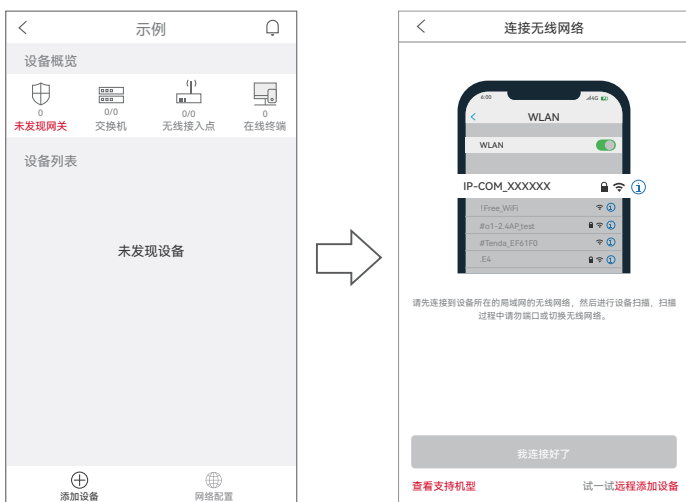 示例
设备概览
0
0/0
0/0
0
未发现网关
交换机
无线接入点
在线终端
设备列表
未发现设备
添加设备
网络配置
连接无线网络
6:00
4G
WLAN
WLAN
IP-COM_XXXXXX
!Free_WiFi
#o1-2.4AP_test
#Tenda_EF61F0
.E4
请先连接到设备所在的局域网的无线网络，然后进行设备扫描，扫描
过程中请勿端口或切换无线网络。
我连接好了
查看支持机型
试一试远程添加设备